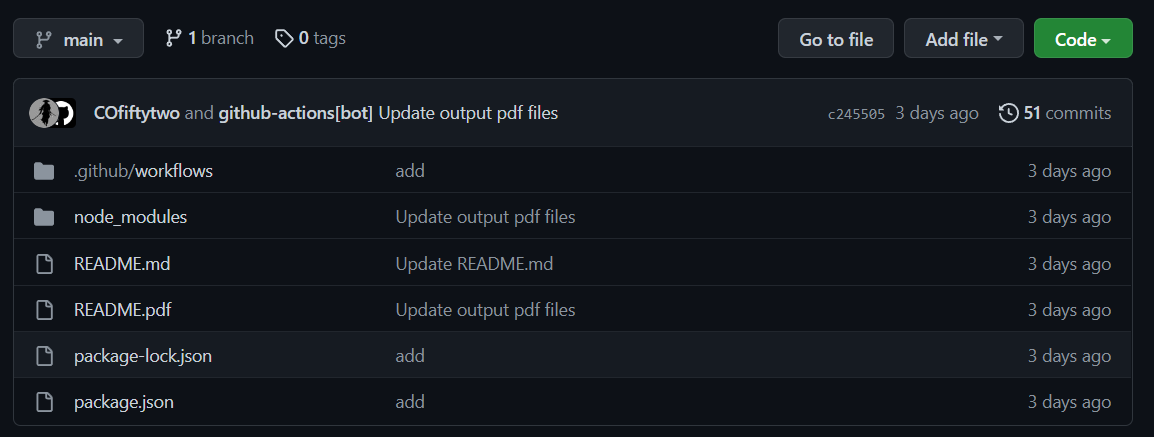 main 1 branch 0 tags Go to file Add file Code
COfiftytwo and github-actions[bot] Update output pdf files c245505 3 days ago 51 commits
.github/workflows add 3 days ago
node_modules Update output pdf files 3 days ago
README.md Update README.md 3 days ago
README.pdf Update output pdf files 3 days ago
package-lock.json add 3 days ago
package.json add 3 days ago